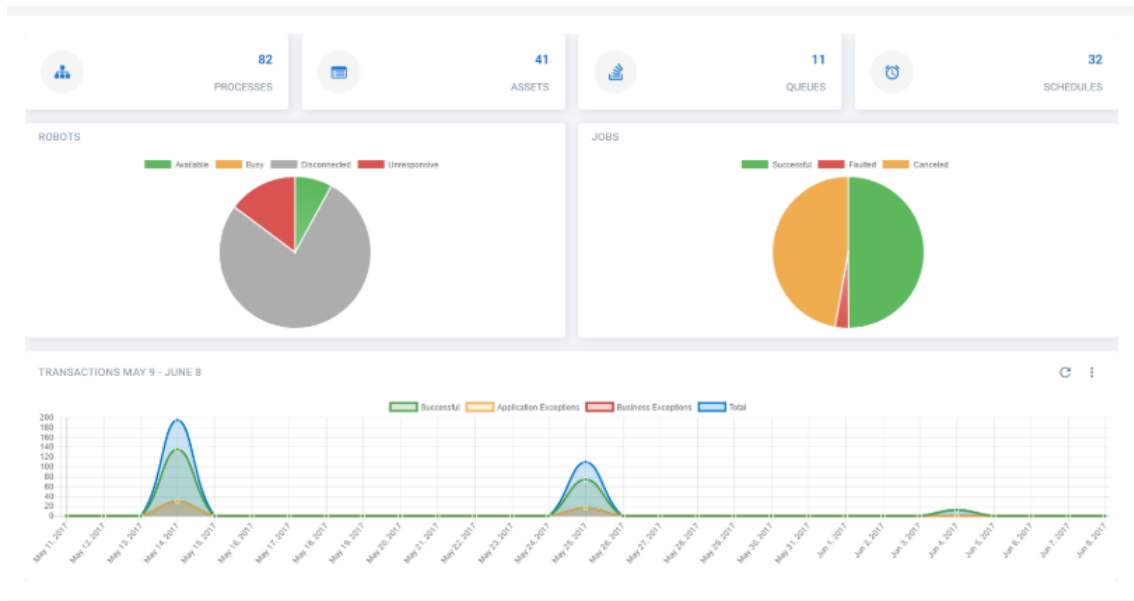 82
PROCESSES
41
ASSETS
11
QUEUES
32
SCHEDULES
ROBOTS
Available Busy Disconnected Unresponsive
JOBS
Successful Faulted Canceled
TRANSACTIONS MAY 9 - JUNE 8
Successful Application Exceptions Business Exceptions Total
200
180
160
140
120
100
80
60
40
20
0
May 11, 2017 May 12, 2017 May 13, 2017 May 14, 2017 May 15, 2017 May 16, 2017 May 17, 2017 May 18, 2017 May 19, 2017 May 20, 2017 May 21, 2017 May 22, 2017 May 23, 2017 May 24, 2017 May 25, 2017 May 26, 2017 May 27, 2017 May 28, 2017 May 29, 2017 May 30, 2017 May 31, 2017 Jun 1, 2017 Jun 2, 2017 Jun 3, 2017 Jun 4, 2017 Jun 5, 2017 Jun 6, 2017 Jun 7, 2017 Jun 8, 2017